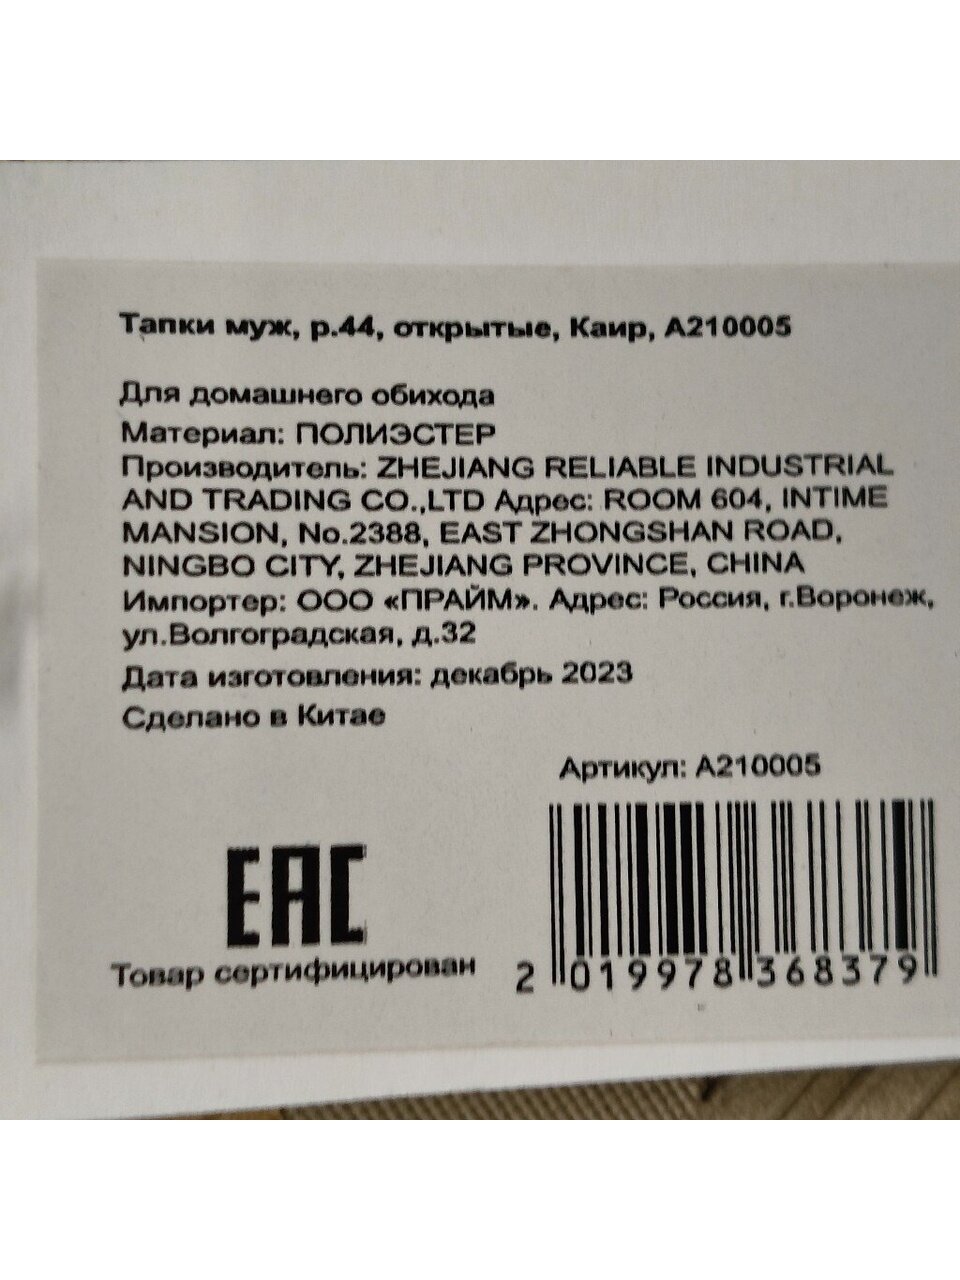 Тапки муж, р.44, открытые, Каир, А210005
Для домашнего обихода
Материал: ПОЛИЭСТЕР
Производитель: ZHEJIANG RELIABLE INDUSTRIAL
AND TRADING CO.,LTD Адрес: ROOM 604, INTIME
MANSION, No.2388, EAST ZHONGSHAN ROAD,
NINGBO CITY, ZHEJIANG PROVINCE, CHINA
Импортер: ООО «ПРАЙМ». Адрес: Россия, г.Воронеж,
ул.Волгоградская, д.32
Дата изготовления: декабрь 2023
Сделано в Китае
Артикул: А210005
EAC
Товар сертифицирован
2 019978 368379